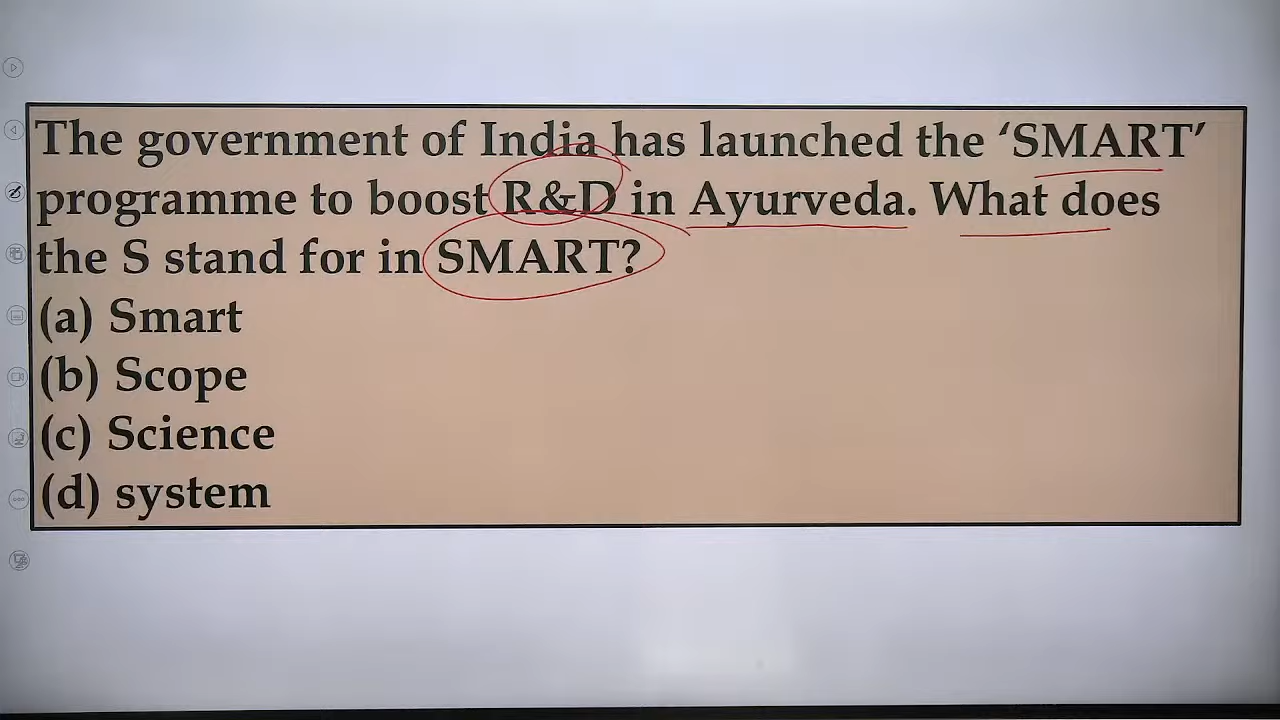 The government of India has launched the ‘SMART’
programme to boost R&D in Ayurveda. What does
the S stand for in SMART?
(a) Smart
(b) Scope
(c) Science
(d) system